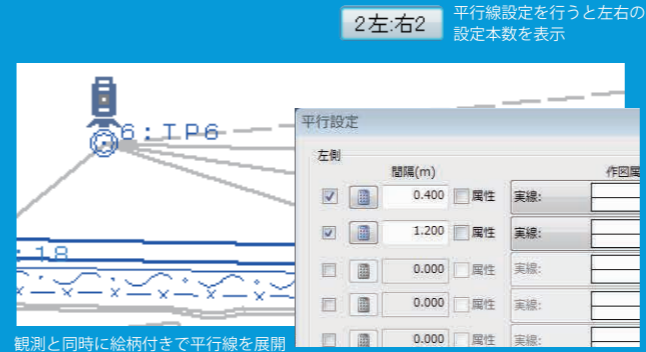 2左:右2
平行線設定を行うと左右の
設定本数を表示
6:TP6
平行設定
左側
間隔(m)
作図属
0.400 属性 実線:
1.200 属性 実線:
18
0.000 属性 実線:
0.000 属性 実線:
0.000 属性 実線:
観測と同時に絵柄付きで平行線を展開